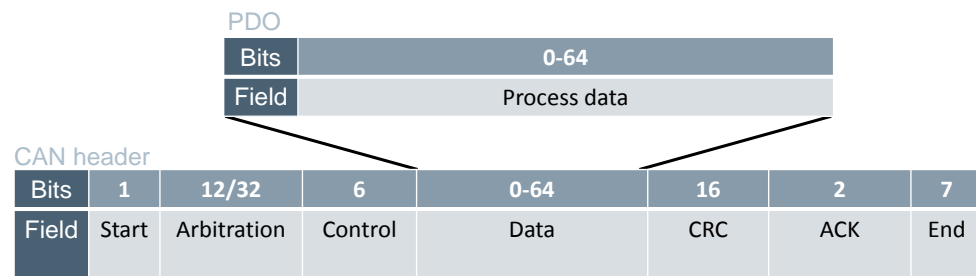 PDO
Bits 0-64
Field Process data
CAN header
Bits 1 12/32 6 0-64 16 2 7
Field Start Arbitration Control Data CRC ACK End